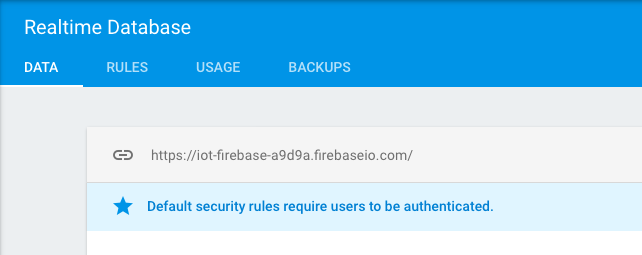 Realtime Database
DATA RULES USAGE BACKUPS
https://iot-firebase-a9d9a.firebaseio.com/
Default security rules require users to be authenticated.